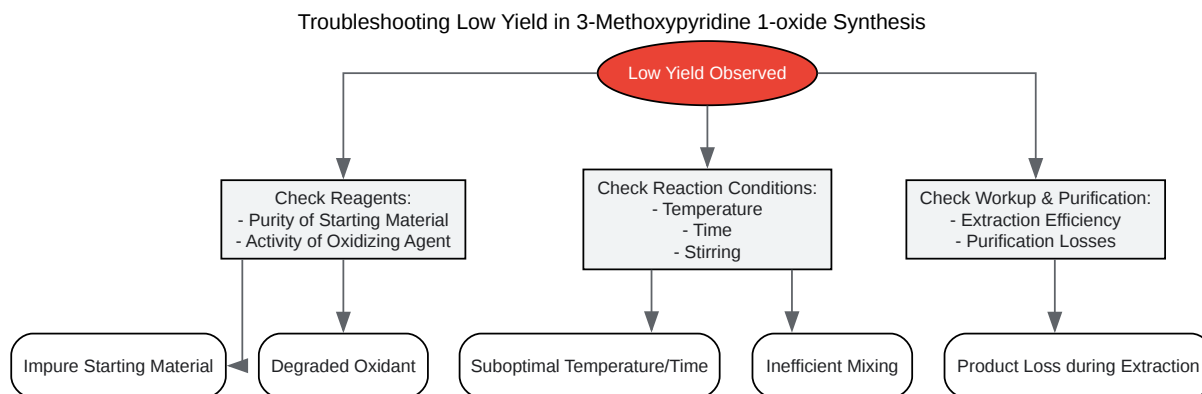 Troubleshooting Low Yield in 3-Methoxypyridine 1-oxide Synthesis
Low Yield Observed
Check Reagents:
- Purity of Starting Material
- Activity of Oxidizing Agent
Check Reaction Conditions:
- Temperature
- Time
- Stirring
Check Workup & Purification:
- Extraction Efficiency
- Purification Losses
Impure Starting Material
Degraded Oxidant
Suboptimal Temperature/Time
Inefficient Mixing
Product Loss during Extraction